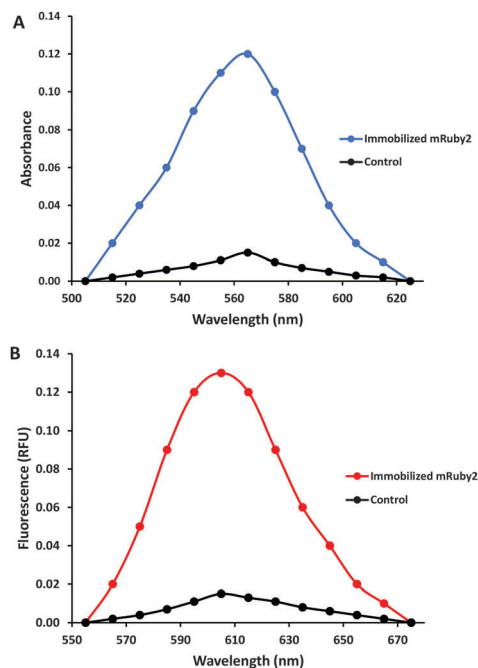 A
0.14
0.12
0.10
0.08
0.06
0.04
0.02
0.00
Absorbance
Immobilized mRuby2
Control
500 520 540 560 580 600 620
Wavelength (nm)
B
0.14
0.12
0.10
0.08
0.06
0.04
0.02
0.00
Fluorescence (RFU)
Immobilized mRuby2
Control
550 570 590 610 630 650 670
Wavelength (nm)